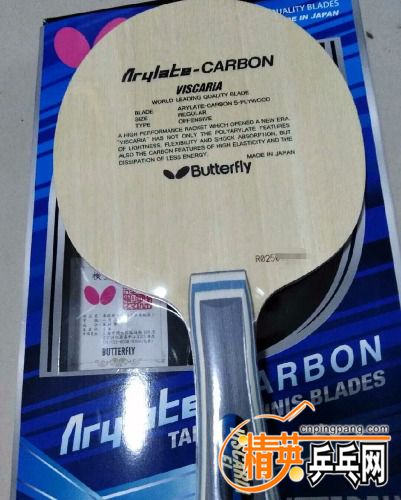 QUALITY BLADES
MADE IN JAPAN
Arylate-CARBON
VISCARIA
WORLD LEADING QUALITY BLADE
BLADE ARYLATE-CARBON 5-PLYWOOD
SIZE REGULAR
TYPE OFFENSIVE
A HIGH PERFORMANCE RACKET WHICH OPENED A NEW ERA.
"VISCARIA" HAS NOT ONLY THE POLYARYLATE FEATURES
OF LIGHTNESS, FLEXIBILITY AND SHOCK ABSORPTION, BUT
ALSO THE CARBON FEATURES OF HIGH ELASTICITY AND THE
DISSIPATION OF LESS ENERGY.
MADE IN JAPAN
Butterfly
R025
BUTTERFLY
Arylate-CARBON
NNIS BLADES
cnpingpang.com
精英乒乓网